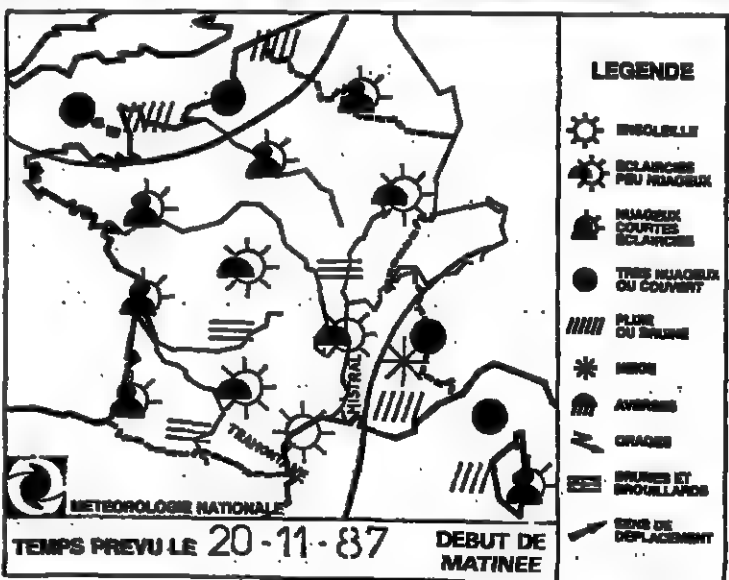 MISTRAL
TRAMONTANE
METEOROLOGIE NATIONALE
TEMPS PREVU LE 20-11-87 DEBUT DE
MATINEE
LEGENDE
ENSOLEILLE
ECLAIRCIES
PEU NUAGEUX
NUAGEUX
COURTES
ECLAIRCIES
TRES NUAGEUX
OU COUVERT
PLUIE
OU BRUINE
NEIGE
AVERSES
ORAGES
BRUMES ET
BROUILLARDS
SENS DE
DEPLACEMENT